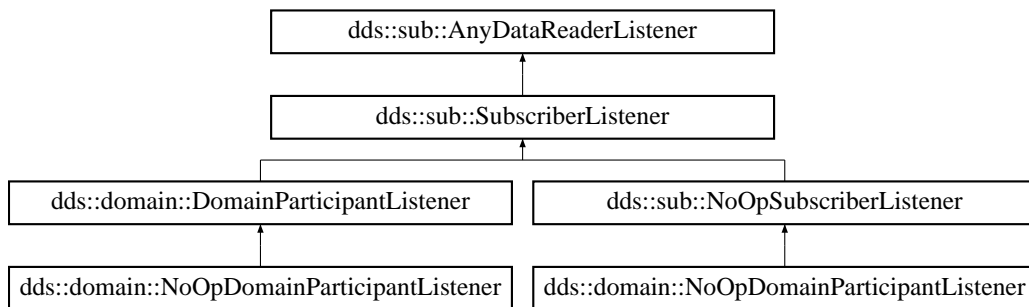 dds::sub::AnyDataReaderListener
dds::sub::SubscriberListener
dds::domain::DomainParticipantListener
dds::sub::NoOpSubscriberListener
dds::domain::NoOpDomainParticipantListener
dds::domain::NoOpDomainParticipantListener